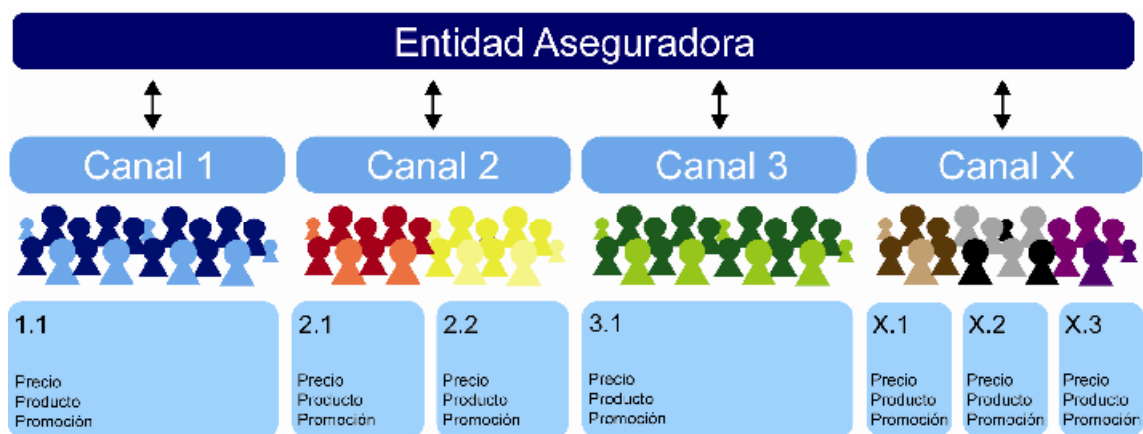 Entidad Aseguradora
Canal 1
Canal 2
Canal 3
Canal X
1.1
Precio
Producto
Promoción
2.1
Precio
Producto
Promoción
2.2
Precio
Producto
Promoción
3.1
Precio
Producto
Promoción
X.1
Precio
Producto
Promoción
X.2
Precio
Producto
Promoción
X.3
Precio
Producto
Promoción